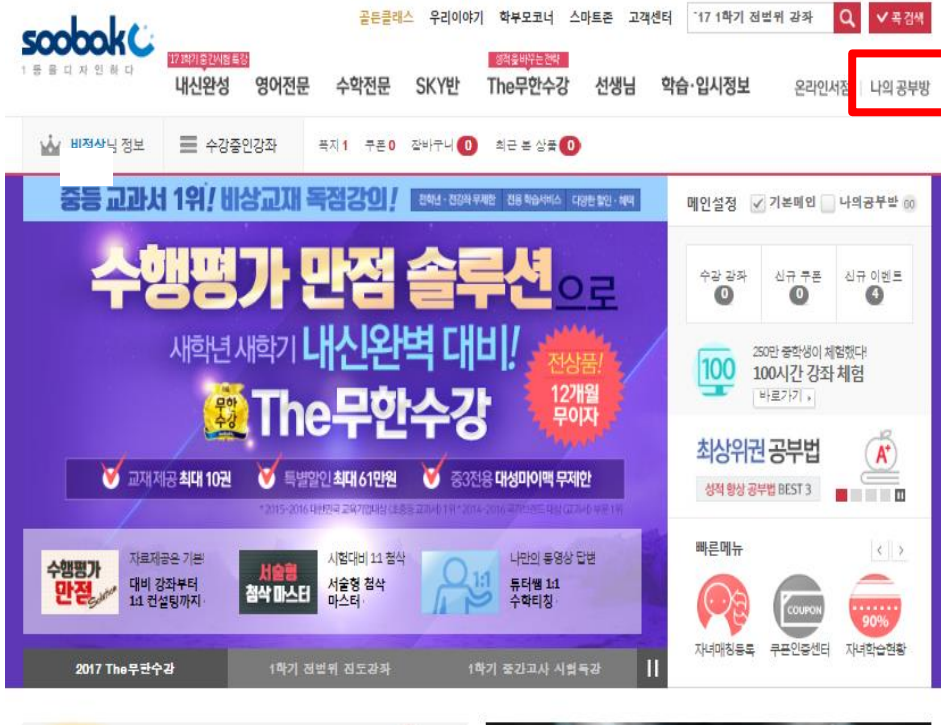 골든클래스 우리이야기 학부모코너 스마트존 고객센터 '17 1학기 전범위 강좌 콕 검색
soobak
1등을 디자인하다
'17 1학기 중간시험 특강
성적을 바꾸는 전략
내신완성 영어전문 수학전문 SKY반 The무한수강 선생님 학습·입시정보 온라인서점 나의 공부방
님 정보 수강중인강좌 쪽지 1 쿠폰 0 장바구니 0 최근 본 상품 0
중등 교과서 1위! 비상교재 독점강의! 전학년·전강좌 무제한 전용 학습서비스 다양한 할인·혜택
메인설정 기본메인 나의공부방 GO
수행평가 만점 솔루션으로
새학년 새학기 내신완벽 대비!
무한수강 The무한수강
전상품!
12개월
무이자
교재 제공 최대 10권 특별할인 최대 61만원 중3전용 대성마이맥 무제한
수강 강좌 신규 쿠폰 신규 이벤트
0 0 4
100
250만 중학생이 체험했다!
100시간 강좌 체험
바로가기
최상위권 공부법
A+
성적 향상 공부법 BEST 3
수행평가
만점 Solution
자료제공은 기본!
대비 강좌부터
1:1 컨설팅까지
서술형
첨삭 마스터
시험대비 1:1 첨삭
서술형 첨삭
마스터
1:1
나만의 동영상 답변
튜터쌤 1:1
수학티칭
빠른메뉴
COUPON
90%
자녀매칭등록 쿠폰인증센터 자녀학습현황
2017 The무한수강 1학기 전범위 진도강좌 1학기 중간고사 시험특강